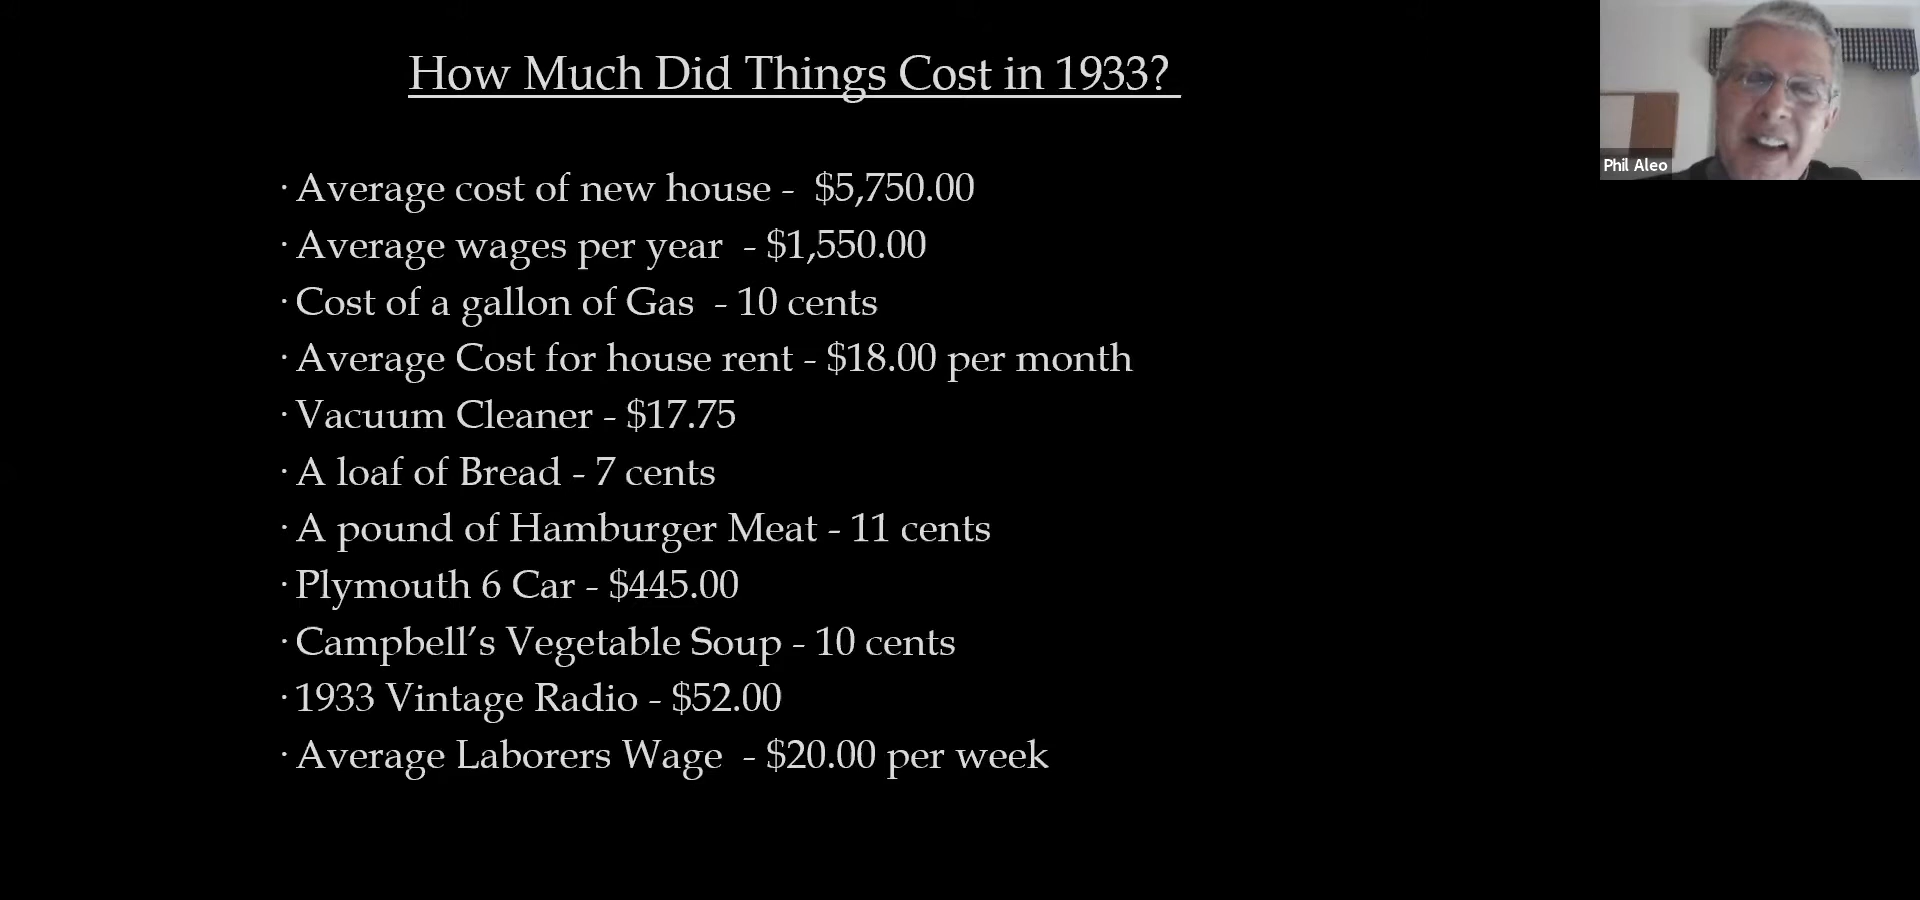 How Much Did Things Cost in 1933?
· Average cost of new house -  $5,750.00
· Average wages per year  - $1,550.00
· Cost of a gallon of Gas  - 10 cents
· Average Cost for house rent - $18.00 per month
· Vacuum Cleaner - $17.75
· A loaf of Bread - 7 cents
· A pound of Hamburger Meat - 11 cents
· Plymouth 6 Car - $445.00
· Campbell’s Vegetable Soup - 10 cents
· 1933 Vintage Radio - $52.00
· Average Laborers Wage  - $20.00 per week
Phil Aleo